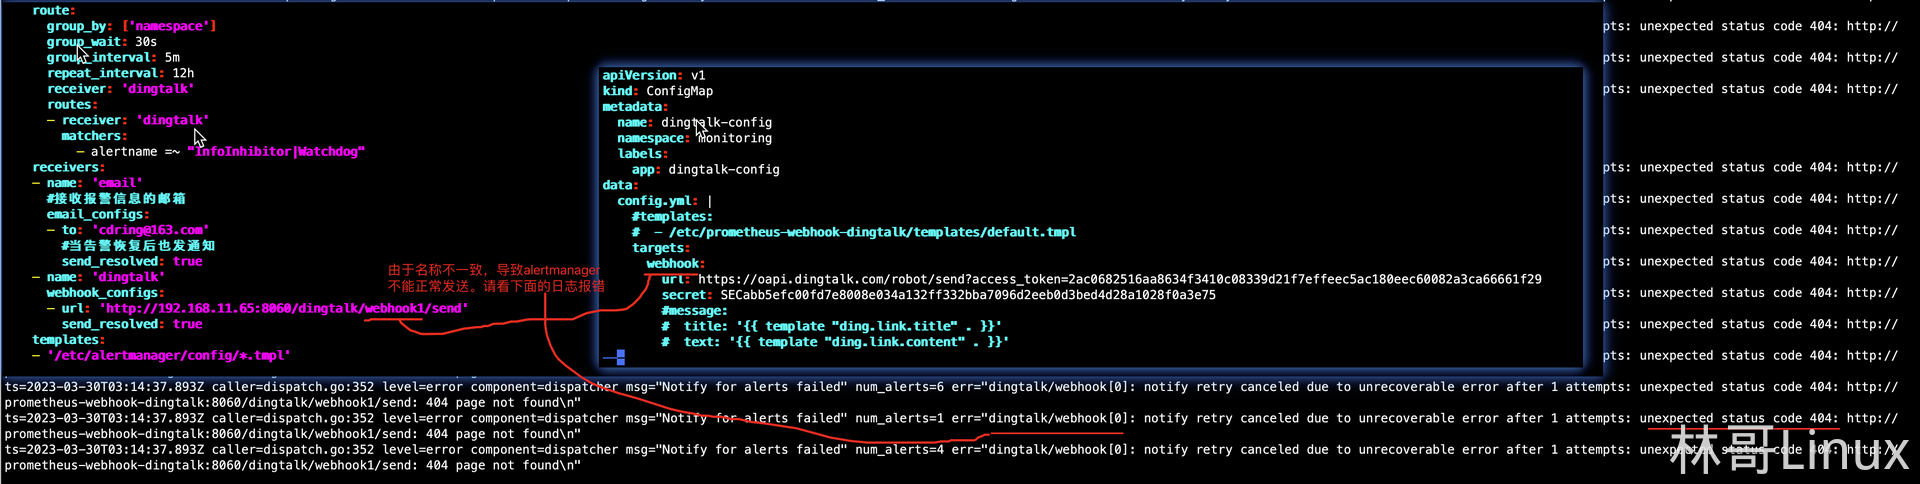 route:
group_by: ['namespace']
group_wait: 30s
group_interval: 5m
repeat_interval: 12h
receiver: 'dingtalk'
routes:
- receiver: 'dingtalk'
matchers:
- alertname =~ "InfoInhibitor|Watchdog"
receivers:
- name: 'email'
#接收报警信息的邮箱
email_configs:
- to: 'cdring@163.com'
#当告警恢复后也发通知
send_resolved: true
- name: 'dingtalk'
webhook_configs:
- url: 'http://192.168.11.65:8060/dingtalk/webhook1/send'
send_resolved: true
templates:
- '/etc/alertmanager/config/*.tmpl'
由于名称不一致，导致alertmanager
不能正常发送。请看下面的日志报错
apiVersion: v1
kind: ConfigMap
metadata:
name: dingtalk-config
namespace: monitoring
labels:
app: dingtalk-config
data:
config.yml: |
#templates:
#  - /etc/prometheus-webhook-dingtalk/templates/default.tmpl
targets:
webhook:
url: https://oapi.dingtalk.com/robot/send?access_token=2ac0682516aa8634f3410c08339d21f7effeec5ac180eec60082a3ca66661f29
secret: SECabb5efc00fd7e8008e034a132ff332bba7096d2eeb0d3bed4d28a1028f0a3e75
#message:
#  title: '{{ template "ding.link.title" . }}'
#  text: '{{ template "ding.link.content" . }}'
pts: unexpected status code 404: http://
pts: unexpected status code 404: http://
pts: unexpected status code 404: http://
pts: unexpected status code 404: http://
pts: unexpected status code 404: http://
pts: unexpected status code 404: http://
pts: unexpected status code 404: http://
pts: unexpected status code 404: http://
pts: unexpected status code 404: http://
pts: unexpected status code 404: http://
ts=2023-03-30T03:14:37.893Z caller=dispatch.go:352 level=error component=dispatcher msg="Notify for alerts failed" num_alerts=6 err="dingtalk/webhook[0]: notify retry canceled due to unrecoverable error after 1 attempts: unexpected status code 404: http://
prometheus-webhook-dingtalk:8060/dingtalk/webhook1/send: 404 page not found\n"
ts=2023-03-30T03:14:37.893Z caller=dispatch.go:352 level=error component=dispatcher msg="Notify for alerts failed" num_alerts=1 err="dingtalk/webhook[0]: notify retry canceled due to unrecoverable error after 1 attempts: unexpected status code 404: http://
prometheus-webhook-dingtalk:8060/dingtalk/webhook1/send: 404 page not found\n"
ts=2023-03-30T03:14:37.893Z caller=dispatch.go:352 level=error component=dispatcher msg="Notify for alerts failed" num_alerts=4 err="dingtalk/webhook[0]: notify retry canceled due to unrecoverable error after 1 attempts: unexpected status code 404: http://
prometheus-webhook-dingtalk:8060/dingtalk/webhook1/send: 404 page not found\n"
林哥Linux